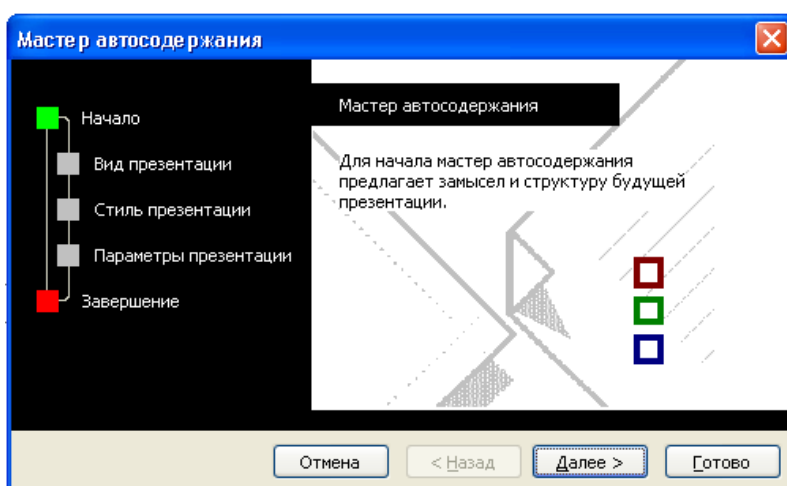 Мастер автосодержания
Начало
Вид презентации
Стиль презентации
Параметры презентации
Завершение
Мастер автосодержания
Для начала мастер автосодержания
предлагает замысел и структуру будущей
презентации.
Отмена
< Назад
Далее >
Готово